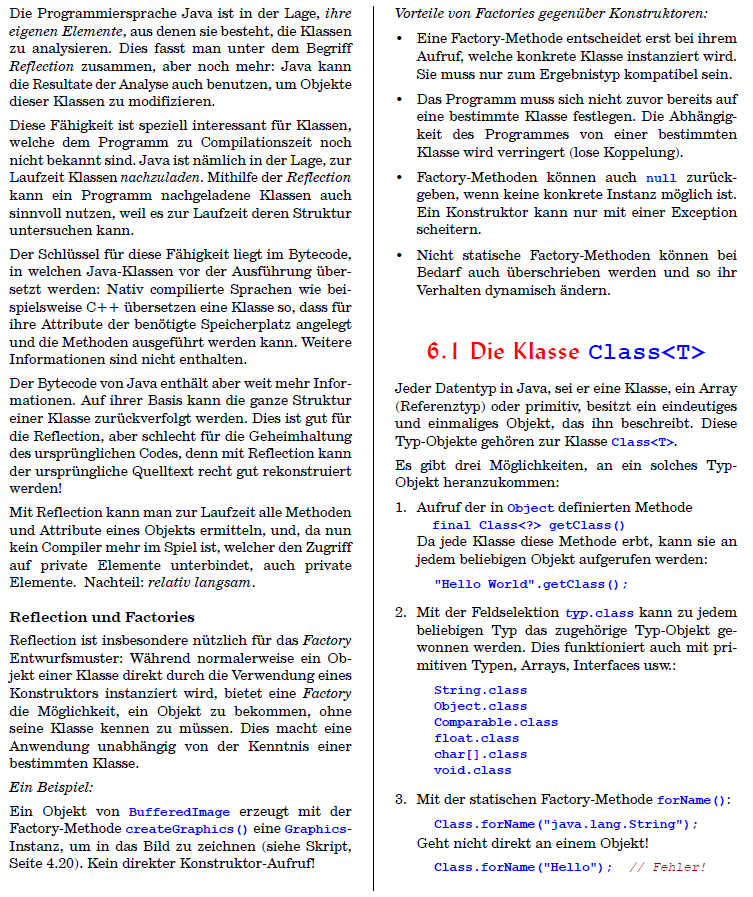 Die Programmiersprache Java ist in der Lage, ihre
eigenen Elemente, aus denen sie besteht, die Klassen
zu analysieren. Dies fasst man unter dem Begriff
Reflection zusammen, aber noch mehr: Java kann
die Resultate der Analyse auch benutzen, um Objekte
dieser Klassen zu modifizieren.
Diese Fähigkeit ist speziell interessant für Klassen,
welche dem Programm zu Compilationszeit noch
nicht bekannt sind. Java ist nämlich in der Lage, zur
Laufzeit Klassen nachzuladen. Mithilfe der Reflection
kann ein Programm nachgeladene Klassen auch
sinnvoll nutzen, weil es zur Laufzeit deren Struktur
untersuchen kann.
Der Schlüssel für diese Fähigkeit liegt im Bytecode,
in welchen Java-Klassen vor der Ausführung über-
setzt werden: Nativ compilierte Sprachen wie bei-
spielsweise C++ übersetzen eine Klasse so, dass für
ihre Attribute der benötigte Speicherplatz angelegt
und die Methoden ausgeführt werden kann. Weitere
Informationen sind nicht enthalten.
Der Bytecode von Java enthält aber weit mehr Infor-
mationen. Auf ihrer Basis kann die ganze Struktur
einer Klasse zurückverfolgt werden. Dies ist gut für
die Reflection, aber schlecht für die Geheimhaltung
des ursprünglichen Codes, denn mit Reflection kann
der ursprüngliche Quelltext recht gut rekonstruiert
werden!
Mit Reflection kann man zur Laufzeit alle Methoden
und Attribute eines Objekts ermitteln, und, da nun
kein Compiler mehr im Spiel ist, welcher den Zugriff
auf private Elemente unterbindet, auch private
Elemente. Nachteil: relativ langsam.
Reflection und Factories
Reflection ist insbesondere nützlich für das Factory
Entwurfsmuster: Während normalerweise ein Ob-
jekt einer Klasse direkt durch die Verwendung eines
Konstruktors instanziert wird, bietet eine Factory
die Möglichkeit, ein Objekt zu bekommen, ohne
seine Klasse kennen zu müssen. Dies macht eine
Anwendung unabhängig von der Kenntnis einer
bestimmten Klasse.
Ein Beispiel:
Ein Objekt von BufferedImage erzeugt mit der
Factory-Methode createGraphics() eine Graphics-
Instanz, um in das Bild zu zeichnen (siehe Skript,
Seite 4.20). Kein direkter Konstruktor-Aufruf!
Vorteile von Factories gegenüber Konstruktoren:
• Eine Factory-Methode entscheidet erst bei ihrem
Aufruf, welche konkrete Klasse instanziert wird.
Sie muss nur zum Ergebnistyp kompatibel sein.
• Das Programm muss sich nicht zuvor bereits auf
eine bestimmte Klasse festlegen. Die Abhängig-
keit des Programmes von einer bestimmten
Klasse wird verringert (lose Koppelung).
• Factory-Methoden können auch null zurück-
geben, wenn keine konkrete Instanz möglich ist.
Ein Konstruktor kann nur mit einer Exception
scheitern.
• Nicht statische Factory-Methoden können bei
Bedarf auch überschrieben werden und so ihr
Verhalten dynamisch ändern.
6.1 Die Klasse Class<T>
Jeder Datentyp in Java, sei er eine Klasse, ein Array
(Referenztyp) oder primitiv, besitzt ein eindeutiges
und einmaliges Objekt, das ihn beschreibt. Diese
Typ-Objekte gehören zur Klasse Class<T>.
Es gibt drei Möglichkeiten, an ein solches Typ-
Objekt heranzukommen:
1. Aufruf der in Object definierten Methode
final Class<?> getClass()
Da jede Klasse diese Methode erbt, kann sie an
jedem beliebigen Objekt aufgerufen werden:
"Hello World".getClass();
2. Mit der Feldselektion typ.class kann zu jedem
beliebigen Typ das zugehörige Typ-Objekt ge-
wonnen werden. Dies funktioniert auch mit pri-
mitiven Typen, Arrays, Interfaces usw.:
String.class
Object.class
Comparable.class
float.class
char[].class
void.class
3. Mit der statischen Factory-Methode forName():
Class.forName("java.lang.String");
Geht nicht direkt an einem Objekt!
Class.forName("Hello"); // Fehler!